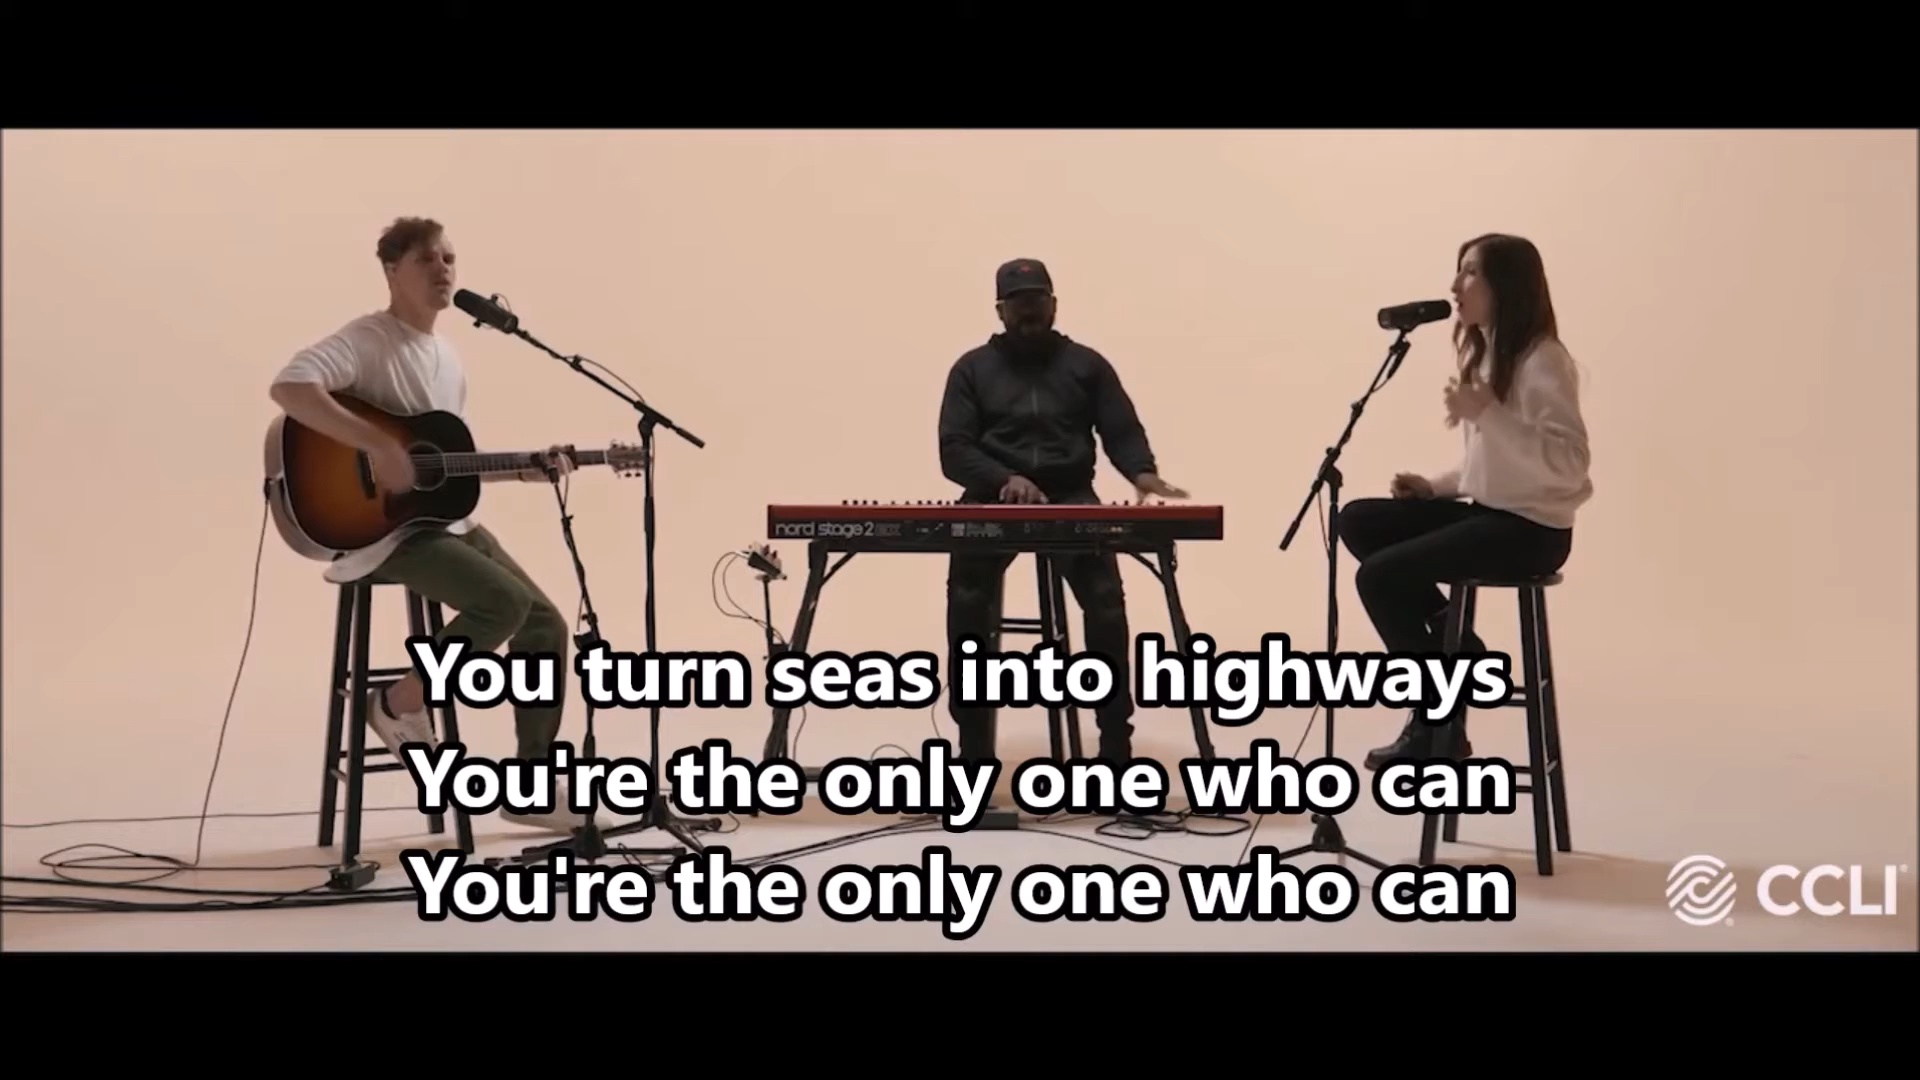 nord stage 2 EX
You turn seas into highways
You're the only one who can
You're the only one who can
CCLI